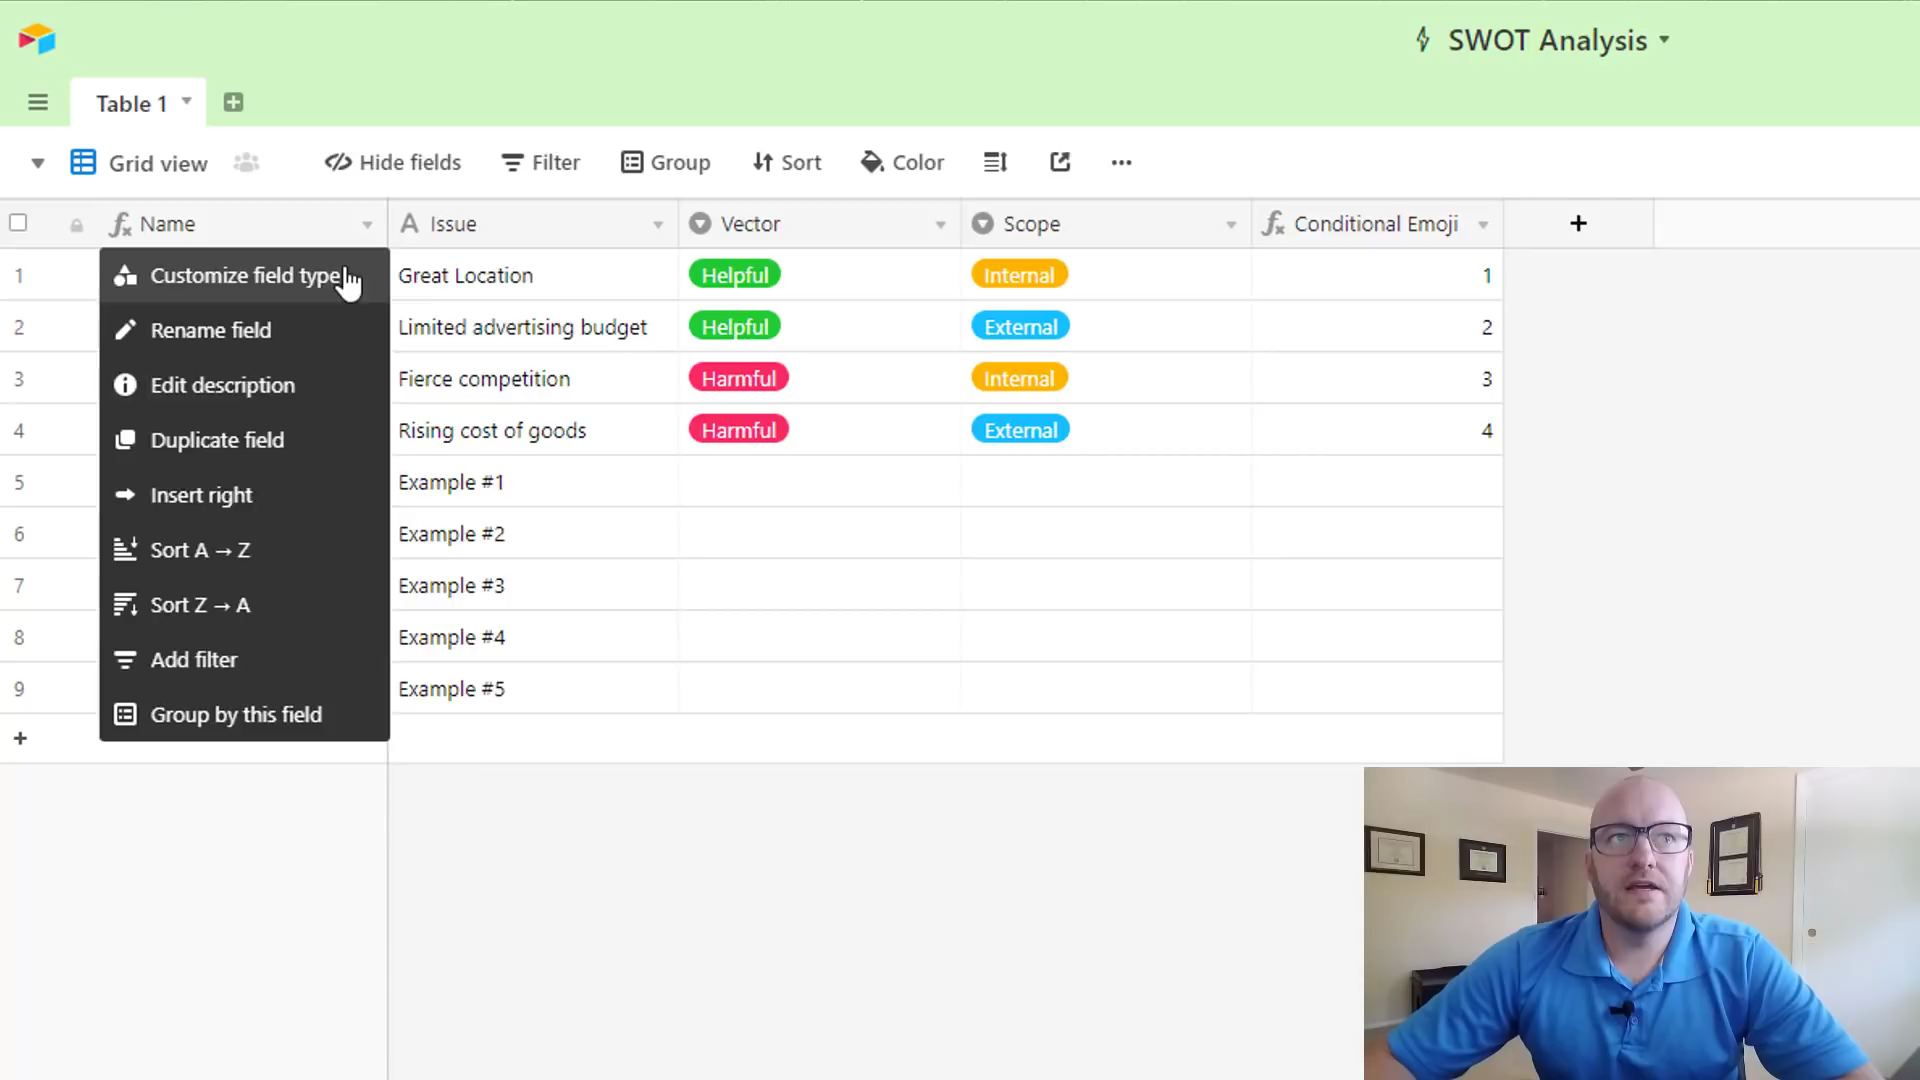 SWOT Analysis
Table 1
Grid view Hide fields Filter Group Sort Color
Name Issue Vector Scope Conditional Emoji
1 Great Location Helpful Internal 1
2 Limited advertising budget Helpful External 2
3 Fierce competition Harmful Internal 3
4 Rising cost of goods Harmful External 4
5 Example #1
6 Example #2
7 Example #3
8 Example #4
9 Example #5
Customize field type
Rename field
Edit description
Duplicate field
Insert right
Sort A → Z
Sort Z → A
Add filter
Group by this field